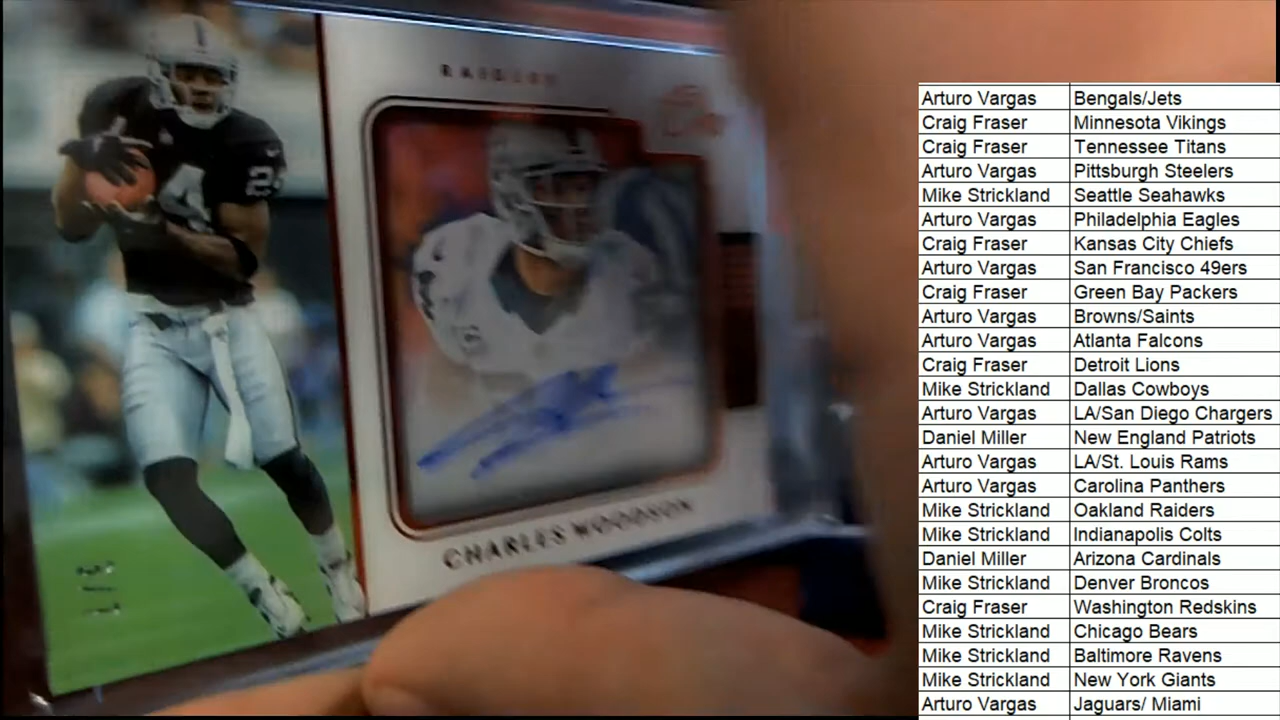 RAIDERS
24
CHARLES WOODSON
Arturo Vargas Bengals/Jets
Craig Fraser Minnesota Vikings
Craig Fraser Tennessee Titans
Arturo Vargas Pittsburgh Steelers
Mike Strickland Seattle Seahawks
Arturo Vargas Philadelphia Eagles
Craig Fraser Kansas City Chiefs
Arturo Vargas San Francisco 49ers
Craig Fraser Green Bay Packers
Arturo Vargas Browns/Saints
Arturo Vargas Atlanta Falcons
Craig Fraser Detroit Lions
Mike Strickland Dallas Cowboys
Arturo Vargas LA/San Diego Chargers
Daniel Miller New England Patriots
Arturo Vargas LA/St. Louis Rams
Arturo Vargas Carolina Panthers
Mike Strickland Oakland Raiders
Mike Strickland Indianapolis Colts
Daniel Miller Arizona Cardinals
Mike Strickland Denver Broncos
Craig Fraser Washington Redskins
Mike Strickland Chicago Bears
Mike Strickland Baltimore Ravens
Mike Strickland New York Giants
Arturo Vargas Jaguars/ Miami